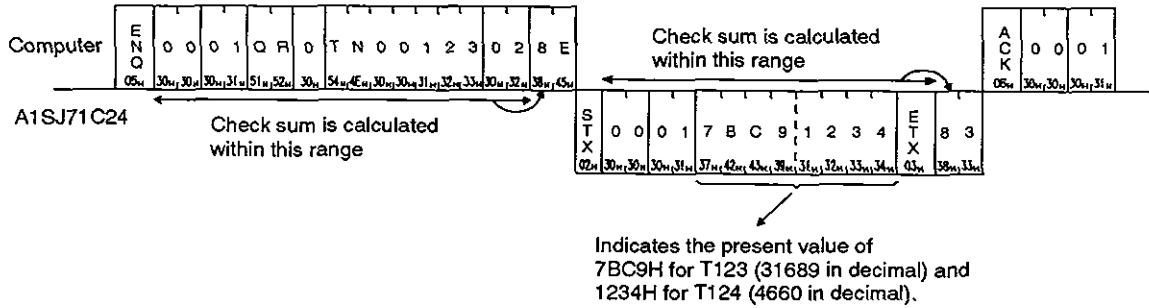 Computer
E N Q 0 0 0 1 Q R 0 T N 0 0 1 2 3 0 2 8 E
05H 30H 30H 30H 31H 51H 52H 30H 54H 4EH 30H 30H 31H 32H 33H 30H 32H 38H 45H
Check sum is calculated
within this range
A C K 0 0 0 1
06H 30H 30H 30H 31H
A1SJ71C24
Check sum is calculated
within this range
S T X 0 0 0 1 7 B C 9 1 2 3 4 E T X 8 3
02H 30H 30H 30H 31H 37H 42H 43H 39H 31H 32H 33H 34H 03H 38H 33H
Indicates the present value of
7BC9H for T123 (31689 in decimal) and
1234H for T124 (4660 in decimal).